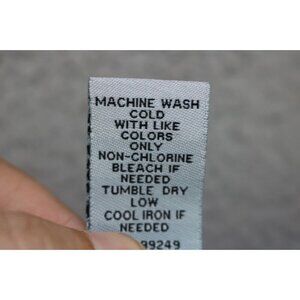 MACHINE WASH
COLD
WITH LIKE
COLORS
ONLY
NON-CHLORINE
BLEACH IF
NEEDED
TUMBLE DRY
LOW
COOL IRON IF
NEEDED
99249